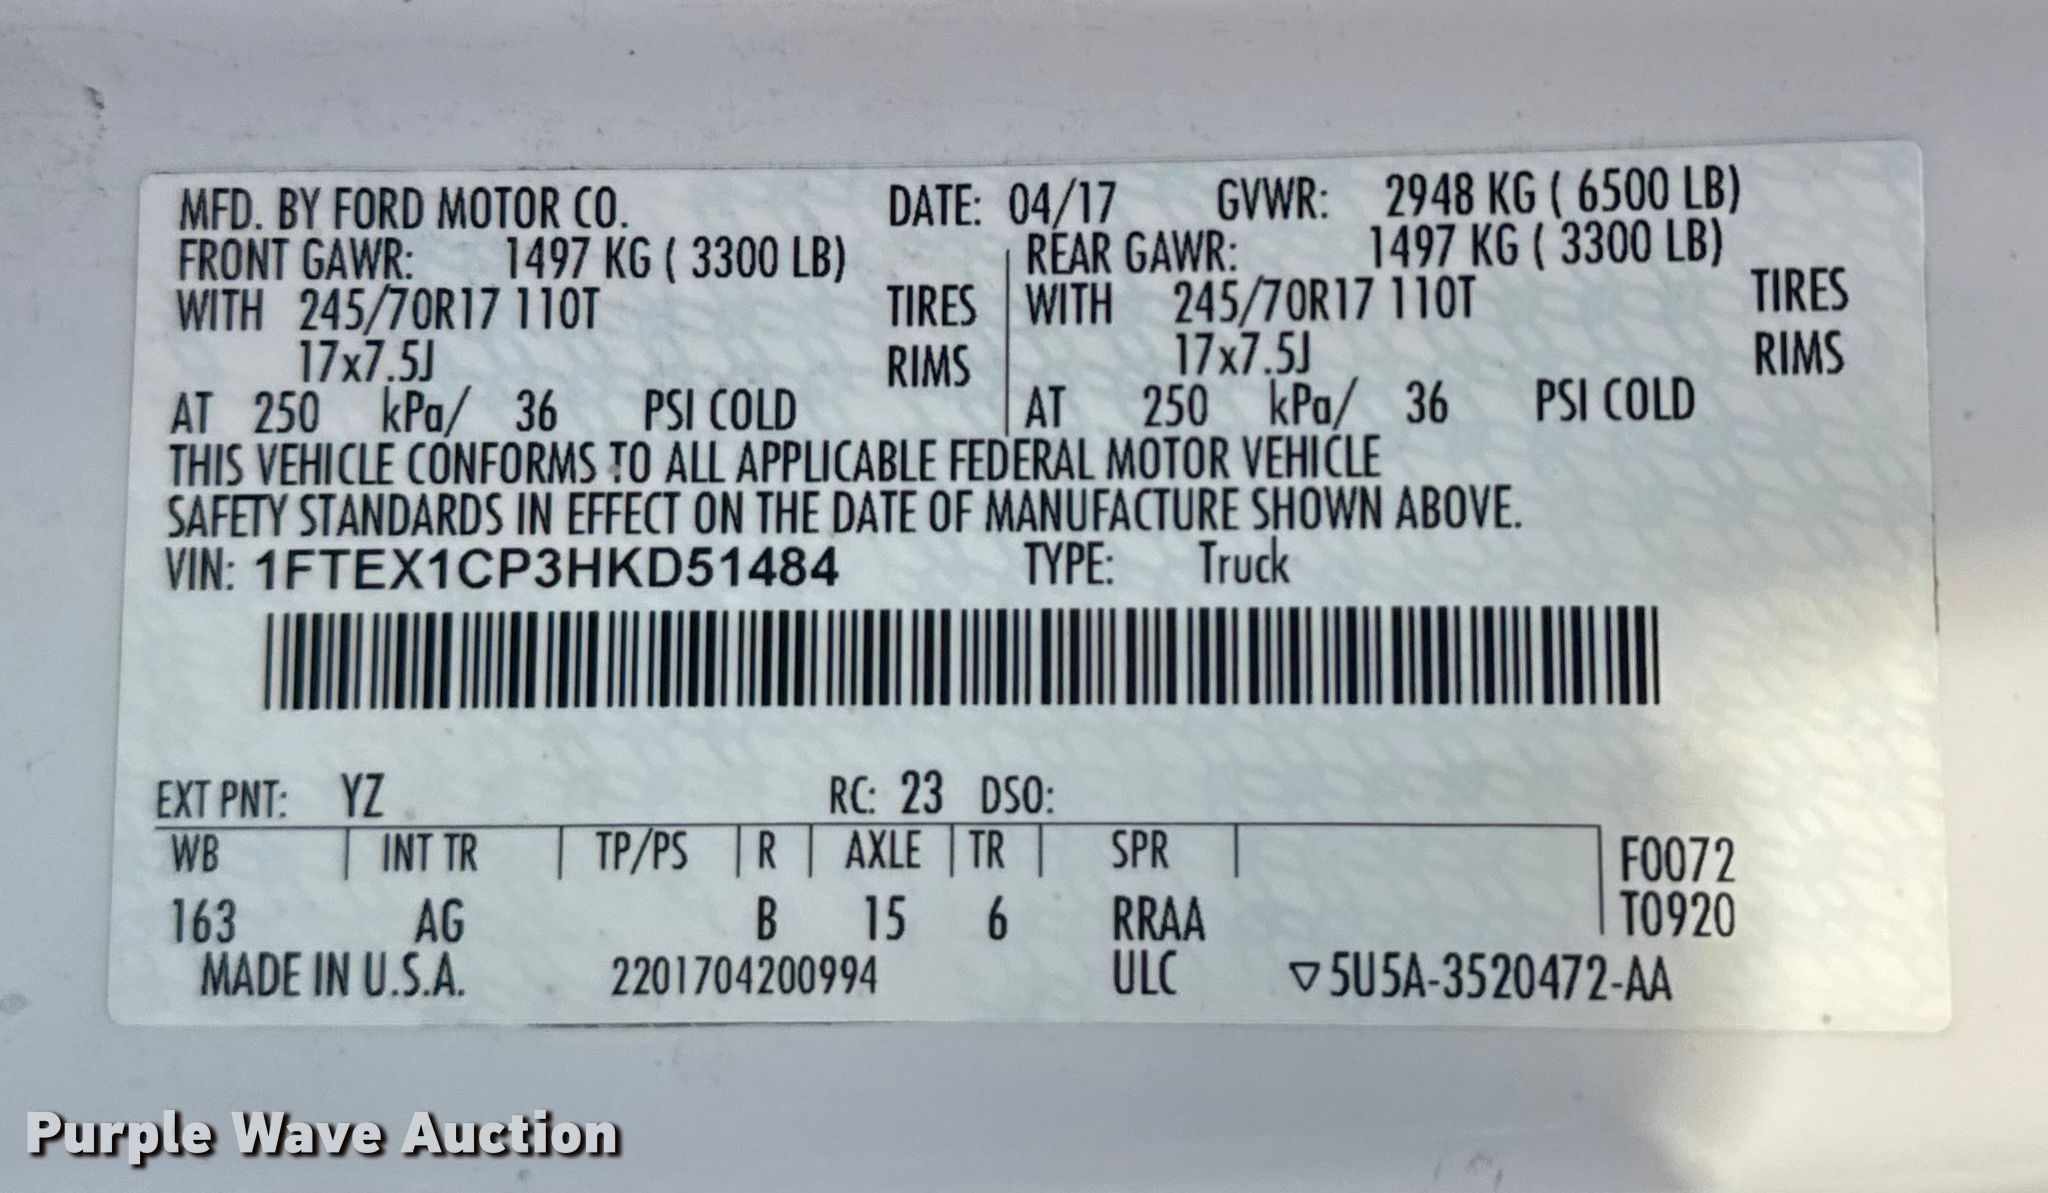 MFD. BY FORD MOTOR CO. DATE: 04/17 GVWR: 2948 KG ( 6500 LB)
FRONT GAWR: 1497 KG ( 3300 LB) REAR GAWR: 1497 KG ( 3300 LB)
WITH 245/70R17 110T TIRES WITH 245/70R17 110T TIRES
17x7.5J RIMS 17x7.5J RIMS
AT 250 kPa/ 36 PSI COLD AT 250 kPa/ 36 PSI COLD
THIS VEHICLE CONFORMS TO ALL APPLICABLE FEDERAL MOTOR VEHICLE
SAFETY STANDARDS IN EFFECT ON THE DATE OF MANUFACTURE SHOWN ABOVE.
VIN: 1FTEX1CP3HKD51484 TYPE: Truck
EXT PNT: YZ RC: 23 DSO:
WB INT TR TP/PS R AXLE TR SPR F0072
163 AG B 15 6 RRAA T0920
MADE IN U.S.A. 2201704200994 ULC ▽5U5A-3520472-AA
Purple Wave Auction